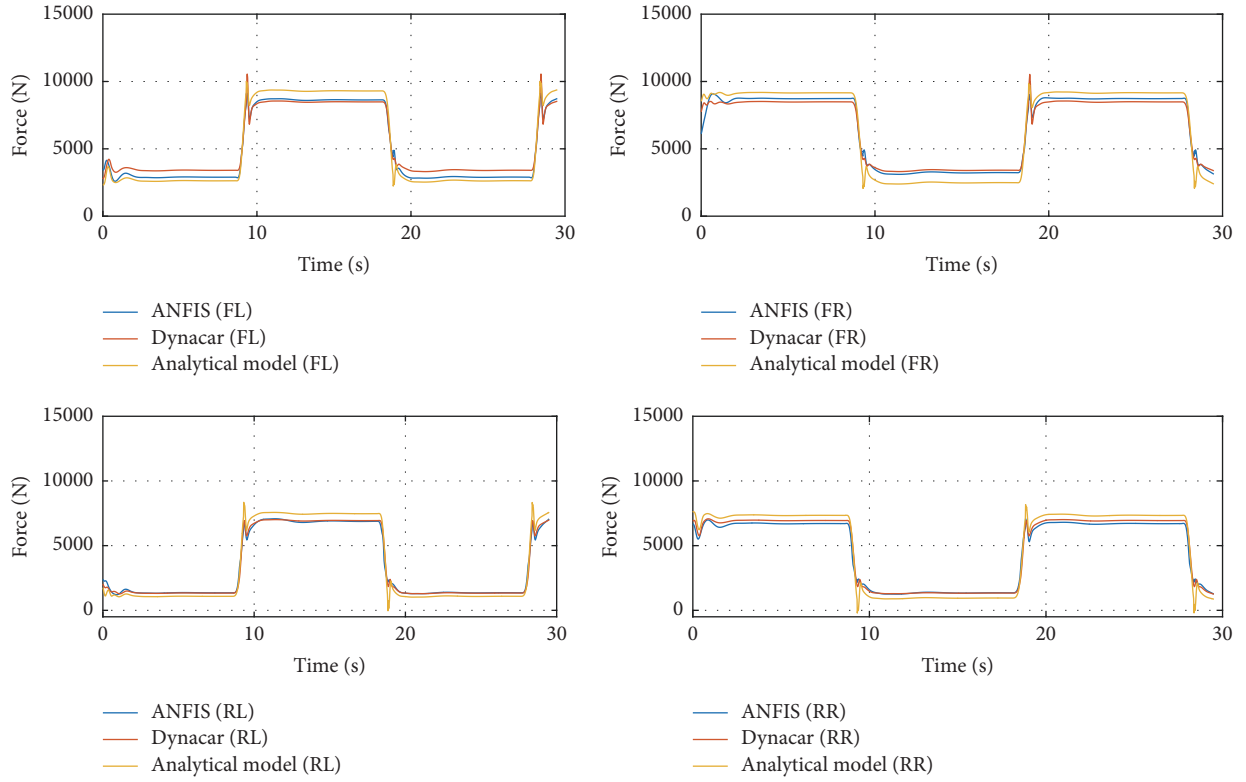 15000
10000
5000
0
Force (N)
0
10
20
30
Time (s)
ANFIS (FL)
Dynacar (FL)
Analytical model (FL)
15000
10000
5000
0
Force (N)
0
10
20
30
Time (s)
ANFIS (FR)
Dynacar (FR)
Analytical model (FR)
15000
10000
5000
0
Force (N)
0
10
20
30
Time (s)
ANFIS (RL)
Dynacar (RL)
Analytical model (RL)
15000
10000
5000
0
Force (N)
0
10
20
30
Time (s)
ANFIS (RR)
Dynacar (RR)
Analytical model (RR)